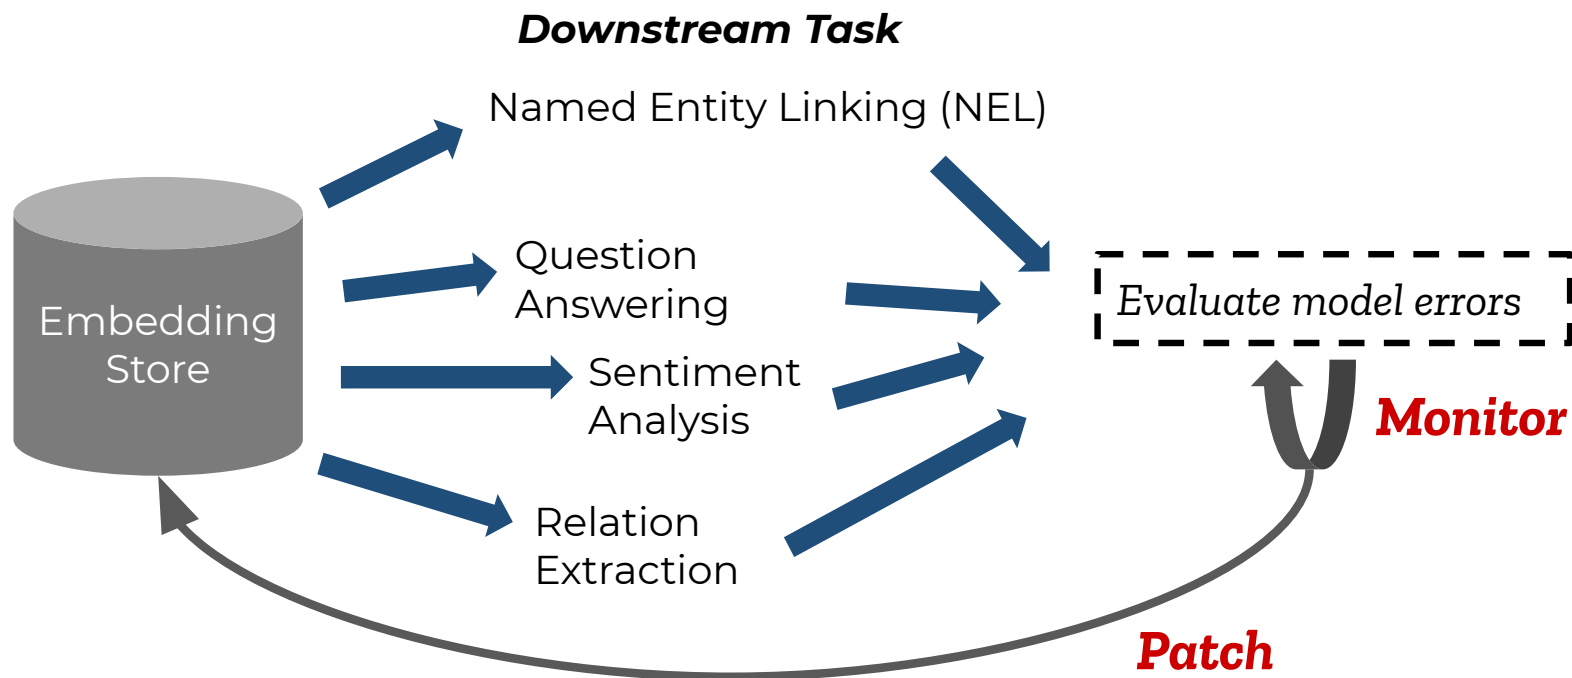 Downstream Task
Named Entity Linking (NEL)
Embedding
Store
Question
Answering
Sentiment
Analysis
Relation
Extraction
Evaluate model errors
Monitor
Patch